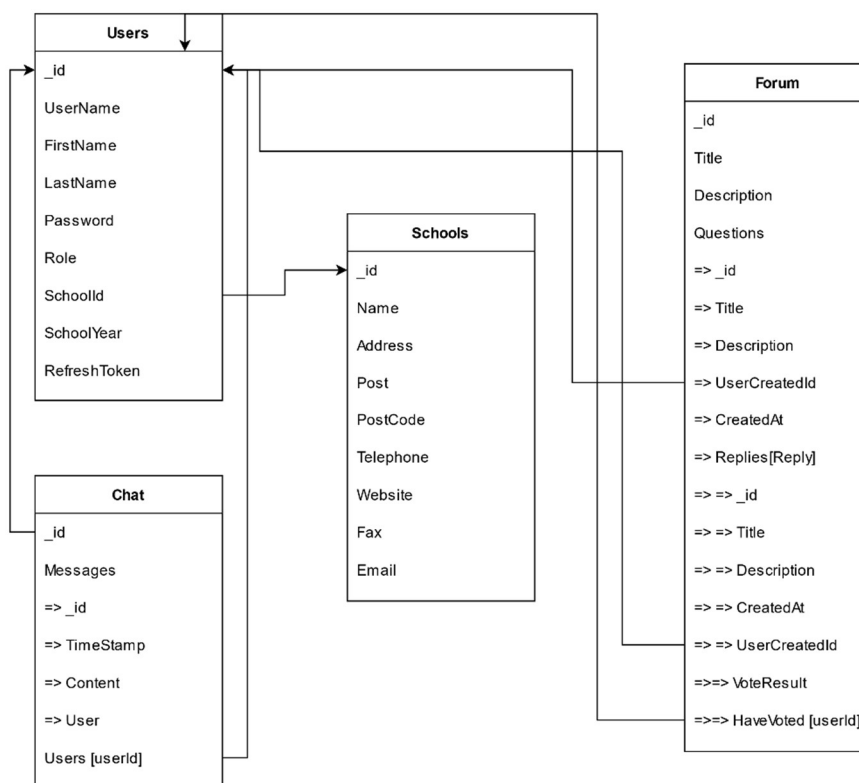 Users
_id
UserName
FirstName
LastName
Password
Role
SchoolId
SchoolYear
RefreshToken
Chat
_id
Messages
=> _id
=> TimeStamp
=> Content
=> User
Users [userId]
Schools
_id
Name
Address
Post
PostCode
Telephone
Website
Fax
Email
Forum
_id
Title
Description
Questions
=> _id
=> Title
=> Description
=> UserCreatedId
=> CreatedAt
=> Replies[Reply]
=> => _id
=> => Title
=> => Description
=> => CreatedAt
=> => UserCreatedId
=>=> VoteResult
=>=> HaveVoted [userId]